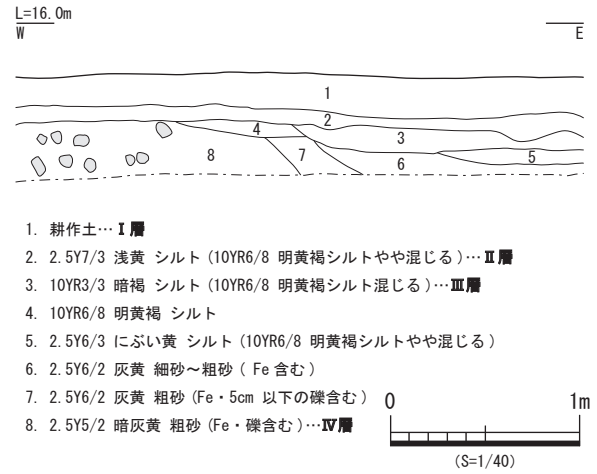 L=16.0m
W E
1
2
3
4
5
6
7
8
1. 耕作土…Ⅰ層
2. 2.5Y7/3 浅黄 シルト (10YR6/8 明黄褐シルトやや混じる)…Ⅱ層
3. 10YR3/3 暗褐 シルト (10YR6/8 明黄褐シルト混じる)…Ⅲ層
4. 10YR6/8 明黄褐 シルト
5. 2.5Y6/3 にぶい黄 シルト (10YR6/8 明黄褐シルトやや混じる)
6. 2.5Y6/2 灰黄 細砂～粗砂 ( Fe 含む)
7. 2.5Y6/2 灰黄 粗砂 (Fe・5cm 以下の礫含む)
8. 2.5Y5/2 暗灰黄 粗砂 (Fe・礫含む)…Ⅳ層
0 1m
(S=1/40)